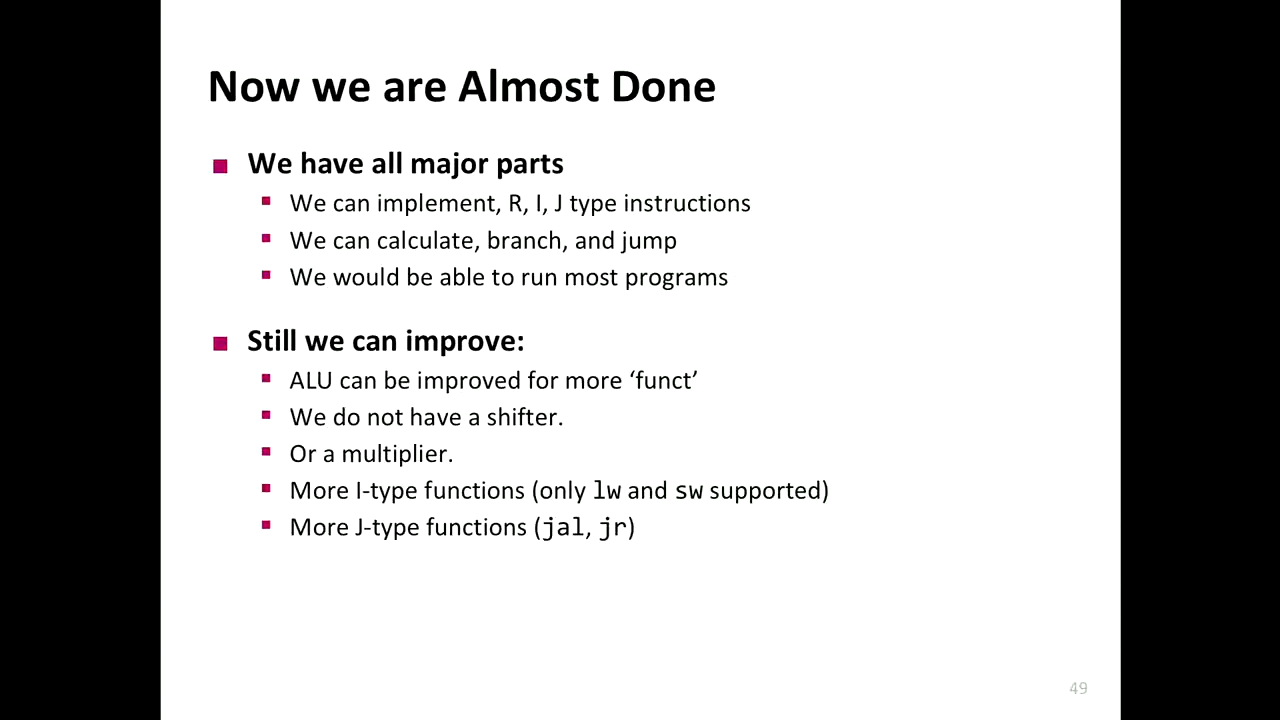 Now we are Almost Done
We have all major parts
We can implement, R, I, J type instructions
We can calculate, branch, and jump
We would be able to run most programs
Still we can improve:
ALU can be improved for more ‘funct’
We do not have a shifter.
Or a multiplier.
More I-type functions (only lw and sw supported)
More J-type functions (jal, jr)
49